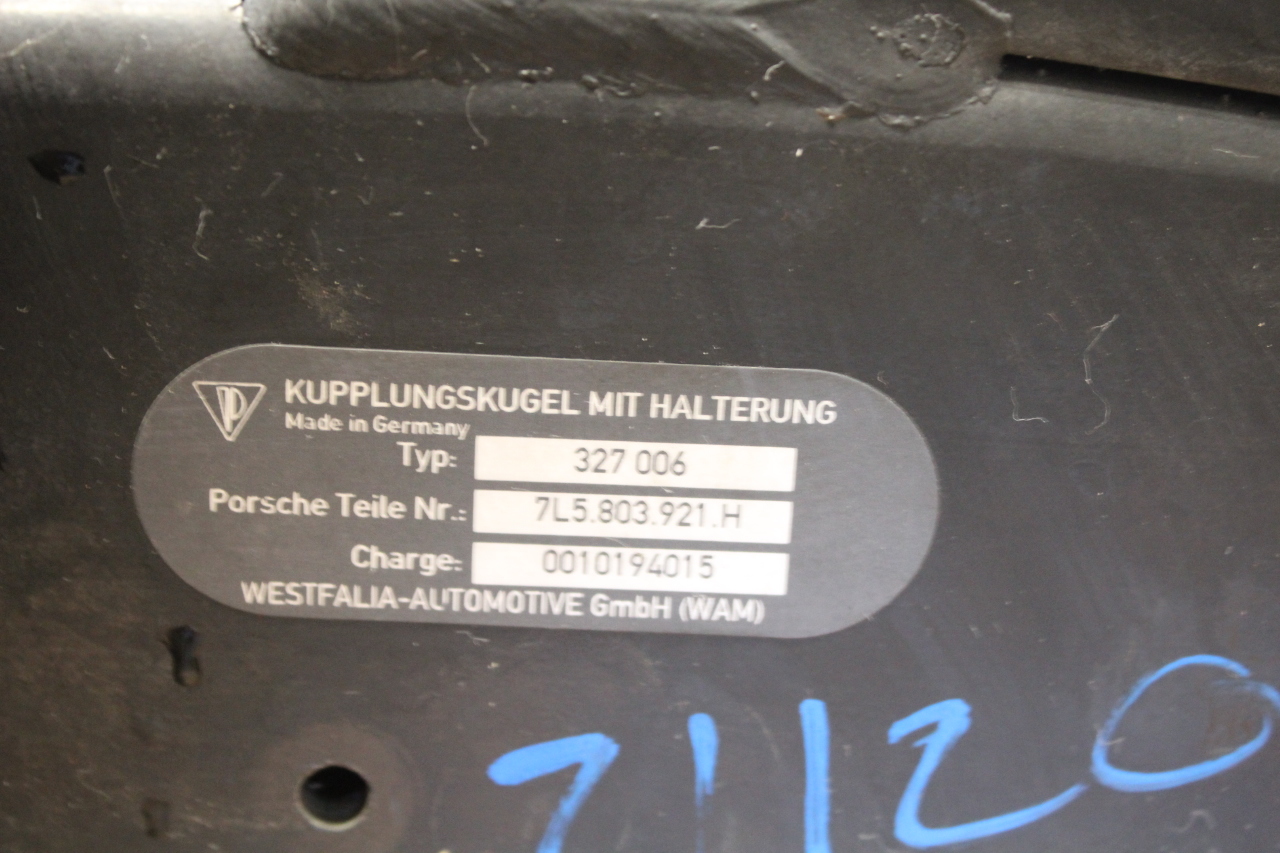 KUPPLUNGSKUGEL MIT HALTERUNG
Made in Germany
Typ: 327 006
Porsche Teile Nr.: 7L5.803.921.H
Charge: 0010194015
WESTFALIA-AUTOMOTIVE GmbH (WAM)
71120